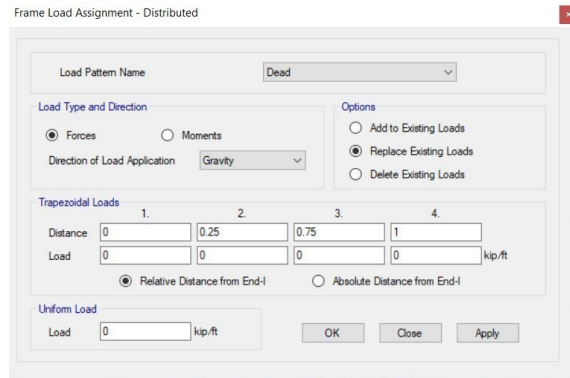 Frame Load Assignment - Distributed
Load Pattern Name Dead
Load Type and Direction
Forces Moments
Direction of Load Application Gravity
Options
Add to Existing Loads
Replace Existing Loads
Delete Existing Loads
Trapezoidal Loads
1. 2. 3. 4.
Distance 0 0.25 0.75 1
Load 0 0 0 0 kip/ft
Relative Distance from End-I Absolute Distance from End-I
Uniform Load
Load 0 kip/ft
OK Close Apply